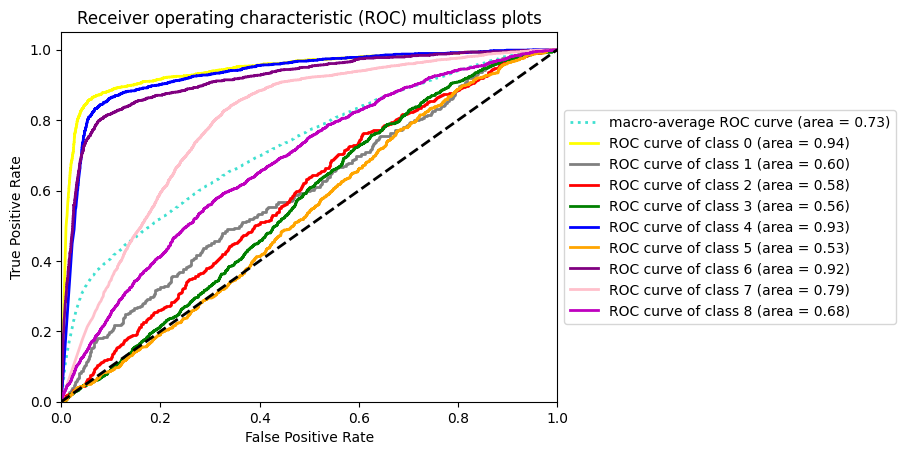 Receiver operating characteristic (ROC) multiclass plots
1.0
0.8
0.6
0.4
0.2
0.0
True Positive Rate
0.0 0.2 0.4 0.6 0.8 1.0
False Positive Rate
macro-average ROC curve (area = 0.73)
ROC curve of class 0 (area = 0.94)
ROC curve of class 1 (area = 0.60)
ROC curve of class 2 (area = 0.58)
ROC curve of class 3 (area = 0.56)
ROC curve of class 4 (area = 0.93)
ROC curve of class 5 (area = 0.53)
ROC curve of class 6 (area = 0.92)
ROC curve of class 7 (area = 0.79)
ROC curve of class 8 (area = 0.68)